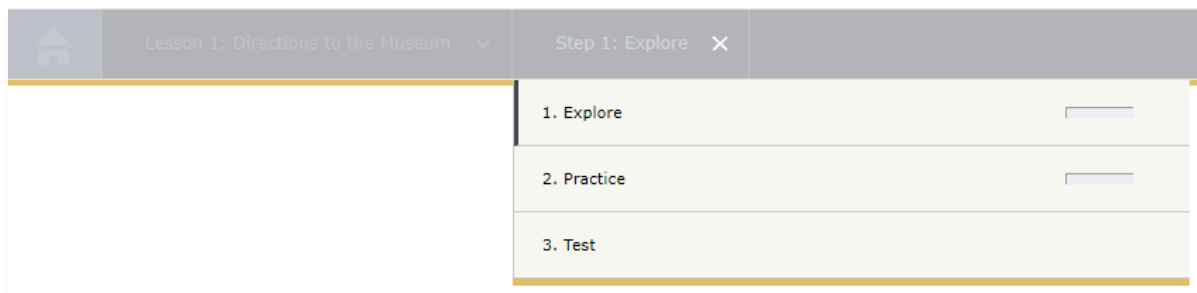 Lesson 1: Directions to the Museum
Step 1: Explore
1. Explore
2. Practice
3. Test